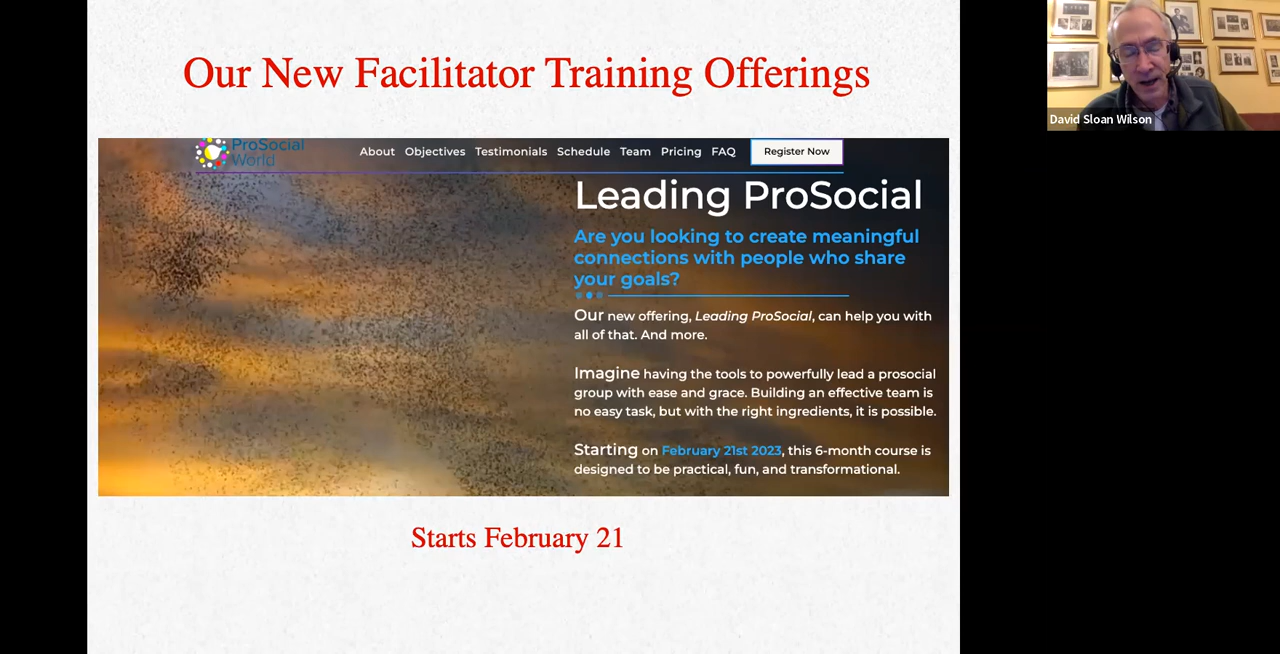 Our New Facilitator Training Offerings
David Sloan Wilson
ProSocial
World
About Objectives Testimonials Schedule Team Pricing FAQ Register Now
Leading ProSocial
Are you looking to create meaningful
connections with people who share
your goals?
Our new offering, Leading ProSocial, can help you with
all of that. And more.
Imagine having the tools to powerfully lead a prosocial
group with ease and grace. Building an effective team is
no easy task, but with the right ingredients, it is possible.
Starting on February 21st 2023, this 6-month course is
designed to be practical, fun, and transformational.
Starts February 21